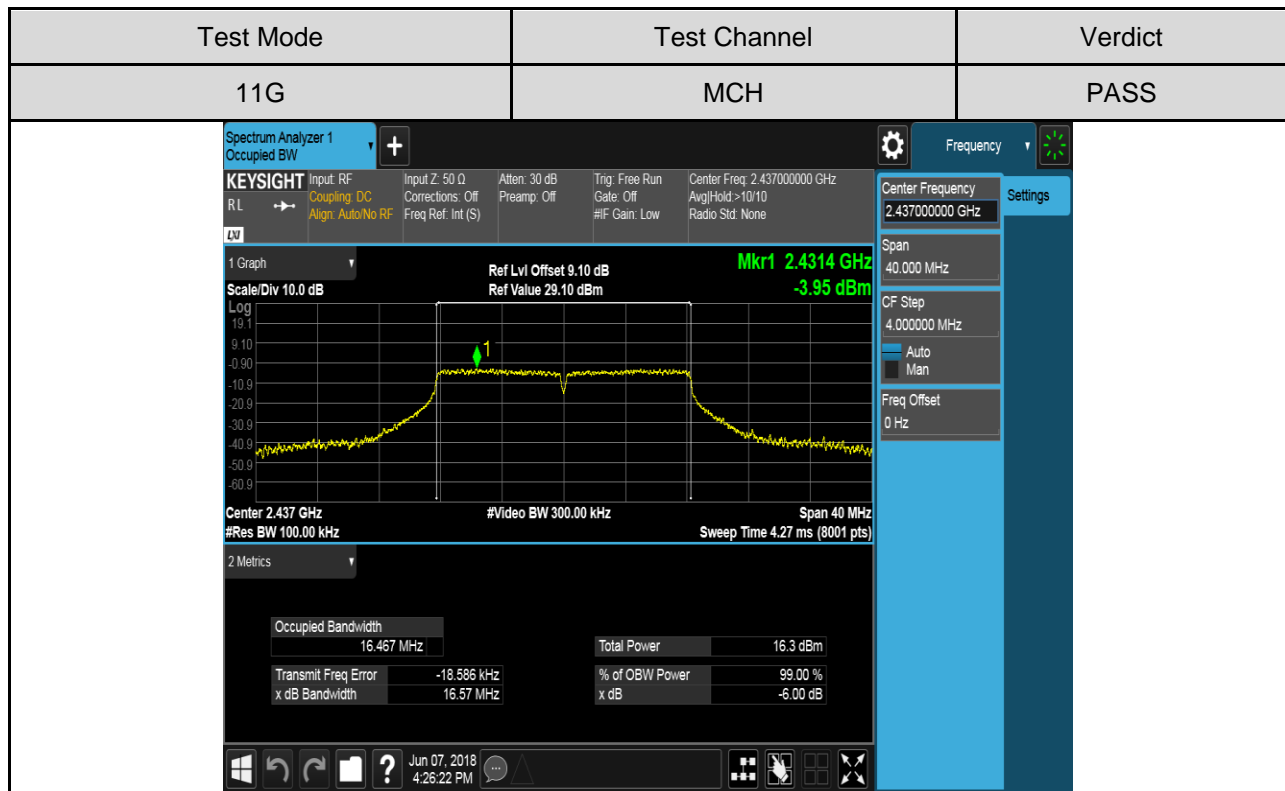 Test Mode Test Channel Verdict
11G MCH PASS
Spectrum Analyzer 1
Occupied BW
+
Frequency
KEYSIGHT Input: RF Input Z: 50 Ω Atten: 30 dB Trig: Free Run Center Freq: 2.437000000 GHz
RL Coupling: DC Corrections: Off Preamp: Off Gate: Off Avg|Hold:>10/10
Align: Auto/No RF Freq Ref: Int (S) #IF Gain: Low Radio Std: None
LXI
Center Frequency
2.437000000 GHz
Settings
Span
40.000 MHz
CF Step
4.000000 MHz
Auto
Man
Freq Offset
0 Hz
1 Graph Ref Lvl Offset 9.10 dB Mkr1 2.4314 GHz
Scale/Div 10.0 dB Ref Value 29.10 dBm -3.95 dBm
Log
19.1
9.10
-0.90
-10.9
-20.9
-30.9
-40.9
-50.9
-60.9
1
Center 2.437 GHz #Video BW 300.00 kHz Span 40 MHz
#Res BW 100.00 kHz Sweep Time 4.27 ms (8001 pts)
2 Metrics
Occupied Bandwidth
16.467 MHz Total Power 16.3 dBm
Transmit Freq Error -18.586 kHz % of OBW Power 99.00 %
x dB Bandwidth 16.57 MHz x dB -6.00 dB
? Jun 07, 2018
4:26:22 PM